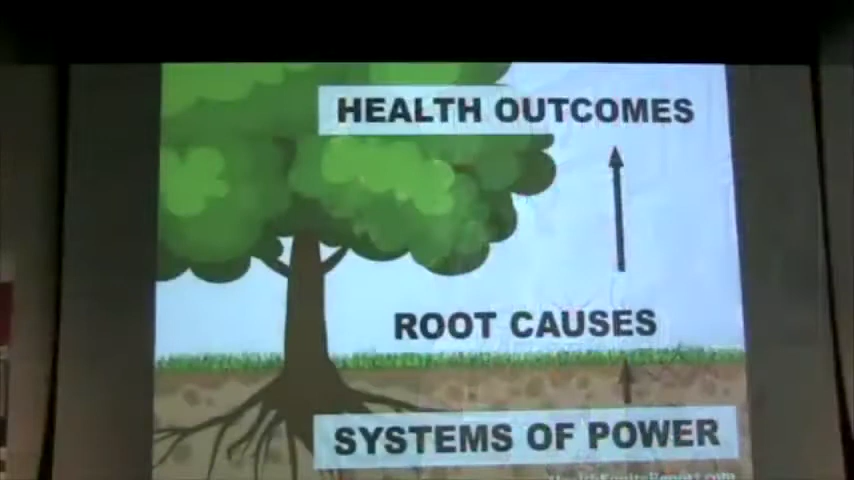 HEALTH OUTCOMES
ROOT CAUSES
SYSTEMS OF POWER